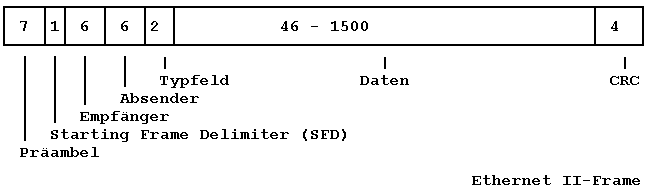 7 1 6 6 2 46 - 1500 4
Typfeld Daten CRC
Absender
Empfänger
Starting Frame Delimiter (SFD)
Präambel
Ethernet II-Frame